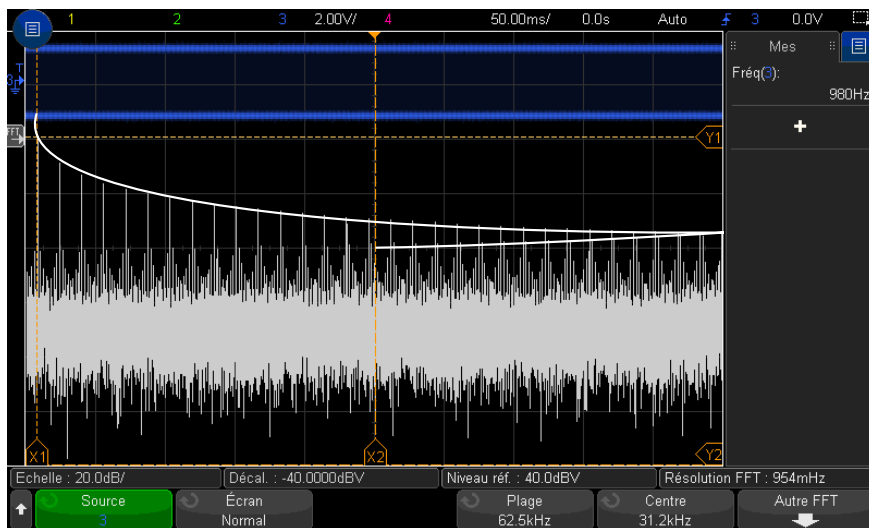 1 2 3 2.00V/ 4 50.00ms/ 0.0s Auto 3 0.0V
Mes
T
3
Fréq(3):
980Hz
+
FFT
Y1
X1 X2 Y2
Echelle : 20.0dB/ Décal. : -40.0000dBV Niveau réf. : 40.0dBV Résolution FFT : 954mHz
Source Écran Plage Centre Autre FFT
3 Normal 62.5kHz 31.2kHz